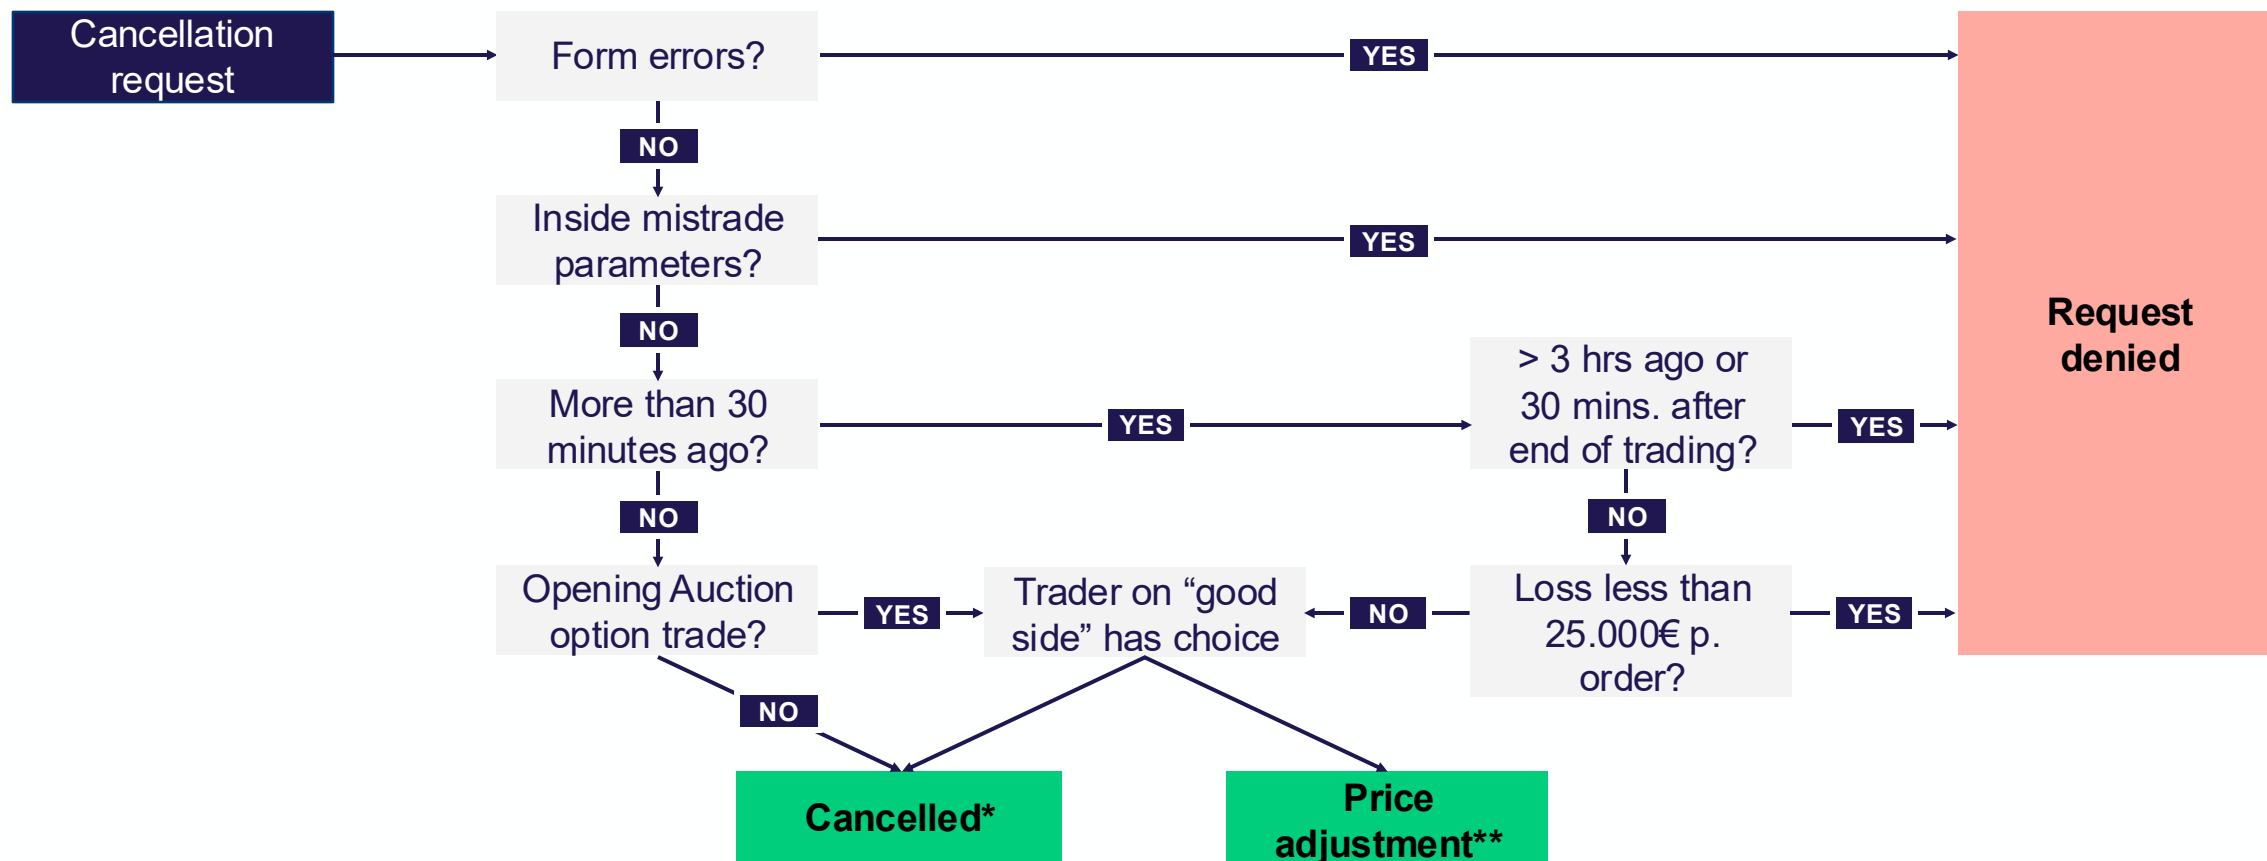 Cancellation
request
Form errors?
YES
NO
Inside mistrade
parameters?
YES
NO
More than 30
minutes ago?
YES
> 3 hrs ago or
30 mins. after
end of trading?
YES
NO
NO
Opening Auction
option trade?
YES
Trader on “good
side” has choice
NO
Loss less than
25.000€ p.
order?
YES
NO
Request
denied
Cancelled*
Price
adjustment**